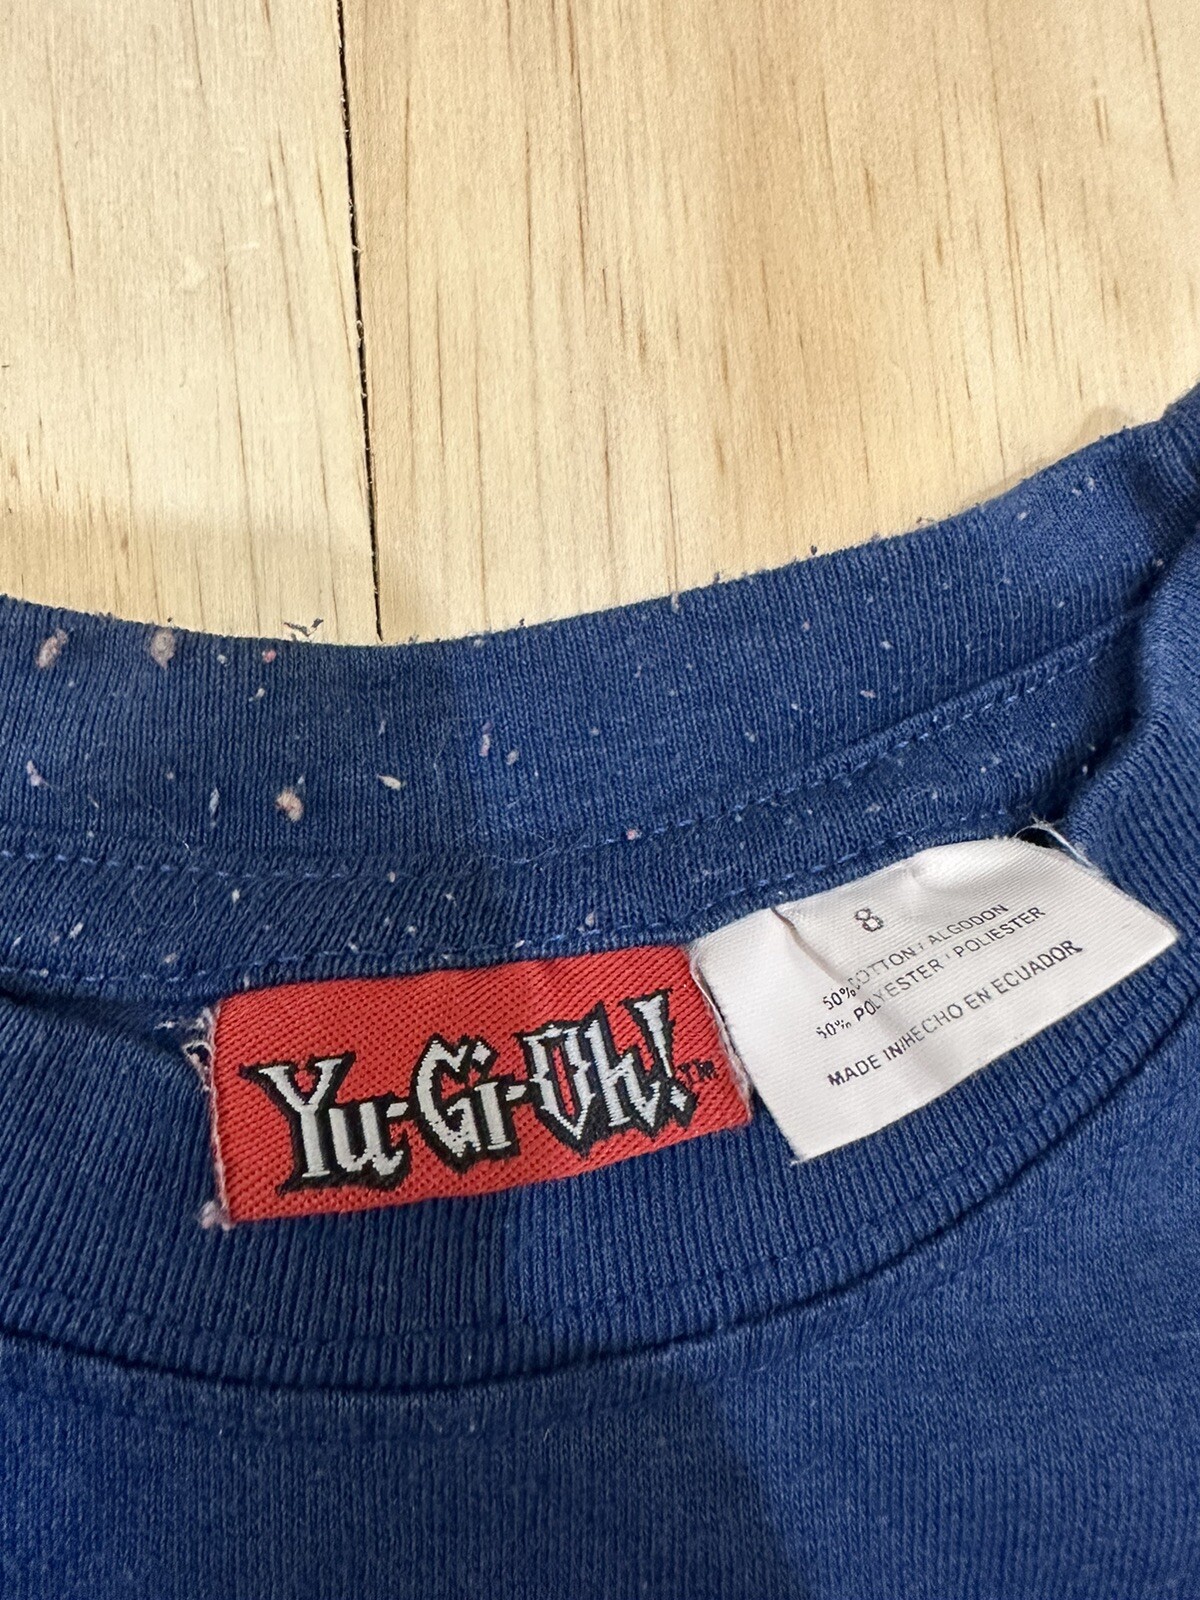 Yu-Gi-Oh!™
8
50% COTTON / ALGODON
50% POLYESTER / POLIESTER
MADE IN/HECHO EN ECUADOR